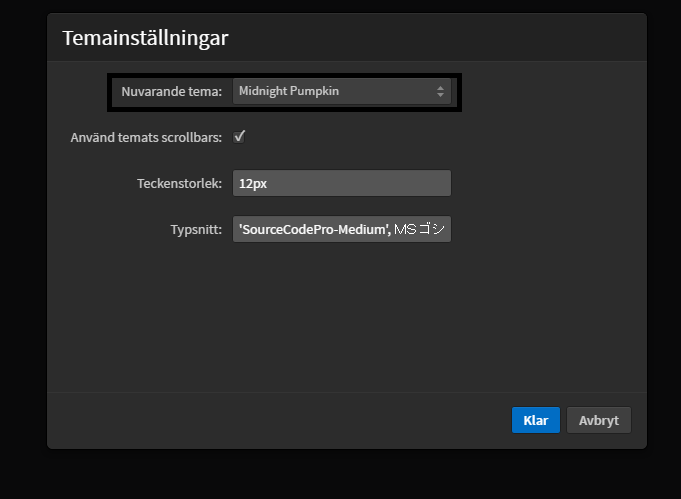 Temainställningar
Nuvarande tema: Midnight Pumpkin
Använd temats scrollbars:
Teckenstorlek: 12px
Typsnitt: 'SourceCodePro-Medium', ＭＳ ゴシ
Klar Avbryt